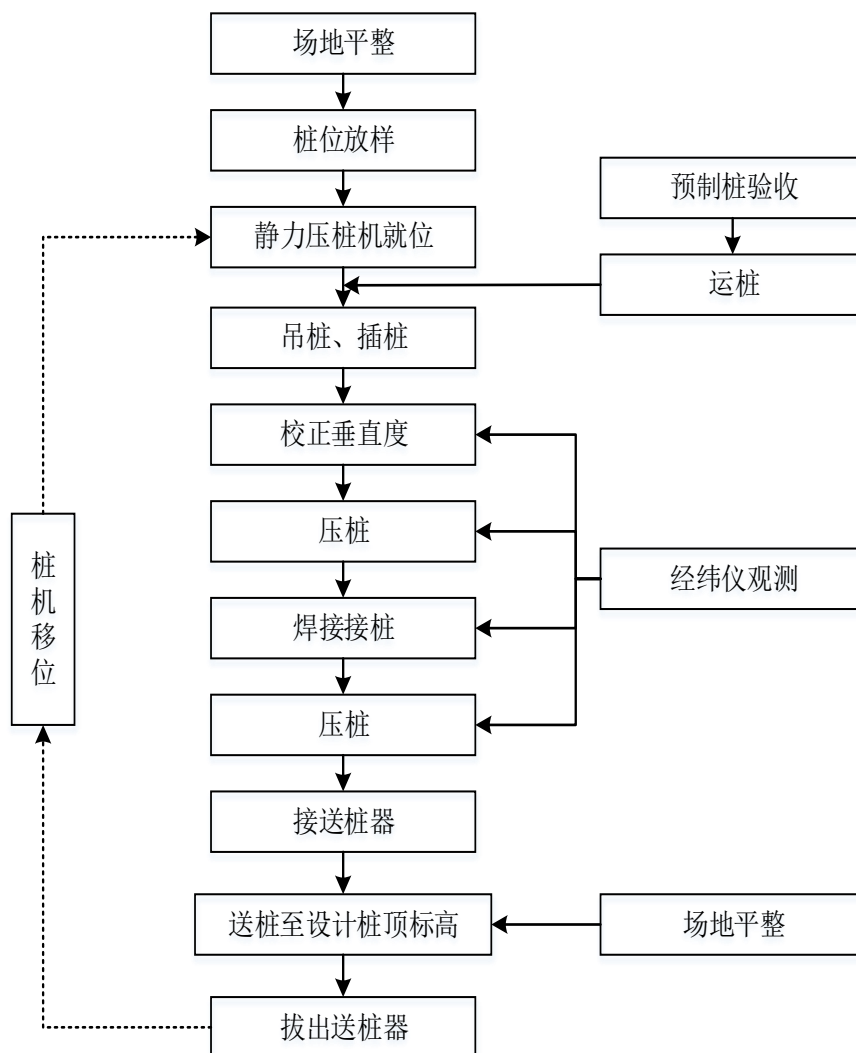 场地平整
桩位放样
预制桩验收
静力压桩机就位
运桩
吊桩、插桩
校正垂直度
压桩
桩机移位
经纬仪观测
焊接接桩
压桩
接送桩器
送桩至设计桩顶标高
场地平整
拔出送桩器